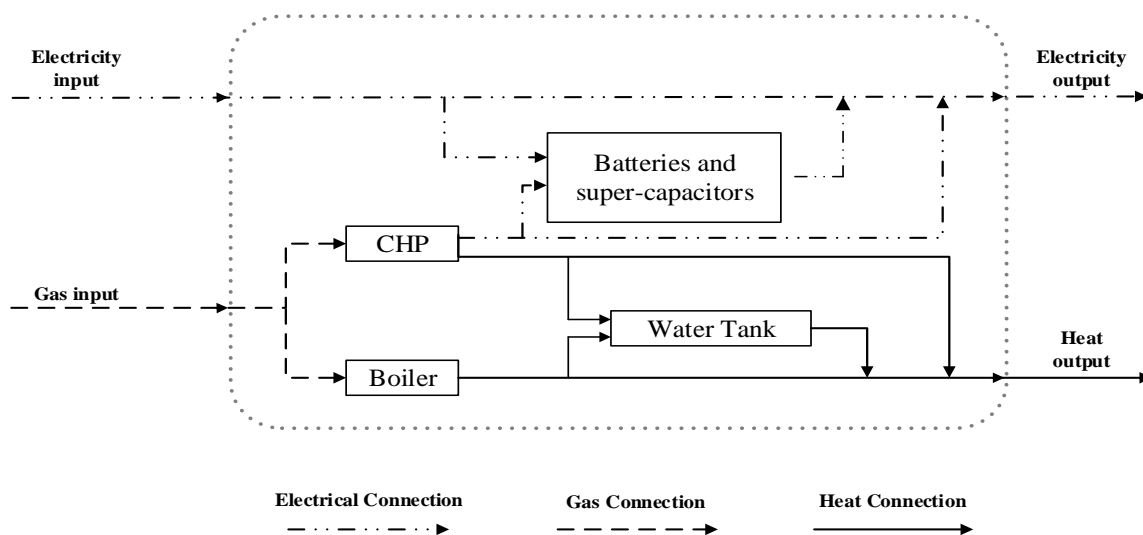 Electricity
input
Electricity
output
Batteries and
super-capacitors
CHP
Gas input
Water Tank
Boiler
Heat
output
Electrical Connection
Gas Connection
Heat Connection